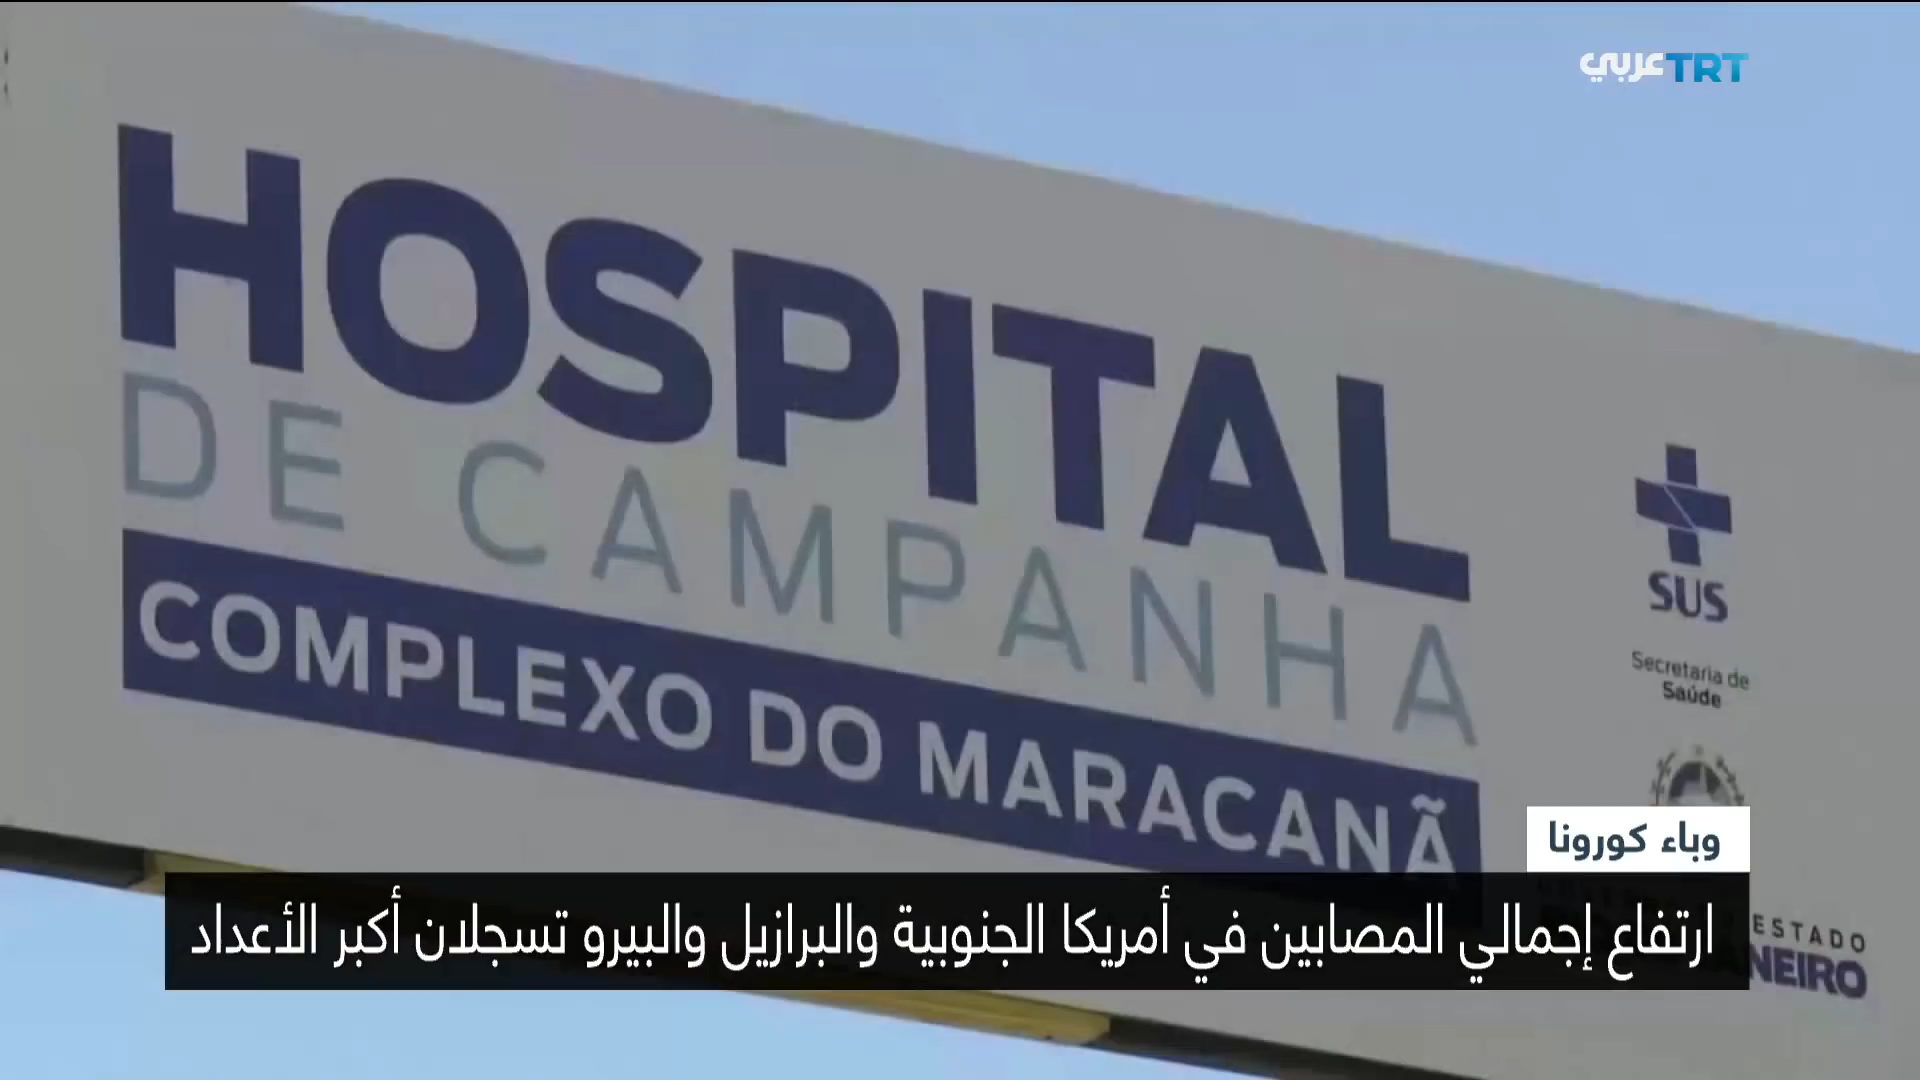 TRT عربي
HOSPITAL
DE CAMPANHA
COMPLEXO DO MARACANÃ
SUS
Secretaria de
Saúde
وباء كورونا
ارتفاع إجمالي المصابين في أمريكا الجنوبية والبرازيل والبيرو تسجلان أكبر الأعداد
ESTADO
NEIRO